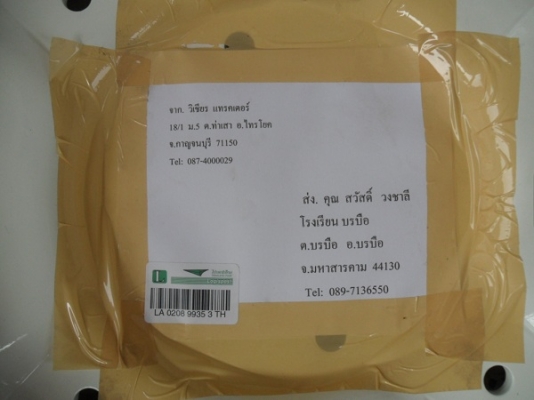 จาก. วิเชียร แทรคเตอร์
18/1 ม.5 ต.ท่าเสา อ.ไทรโยค
จ.กาญจนบุรี 71150
Tel: 087-4000029
ส่ง. คุณ สวัสดิ์ วงชาลี
โรงเรียน บรบือ
ต.บรบือ อ.บรบือ
จ.มหาสารคาม 44130
Tel: 089-7136550
L
LA 0208 9935 3 TH